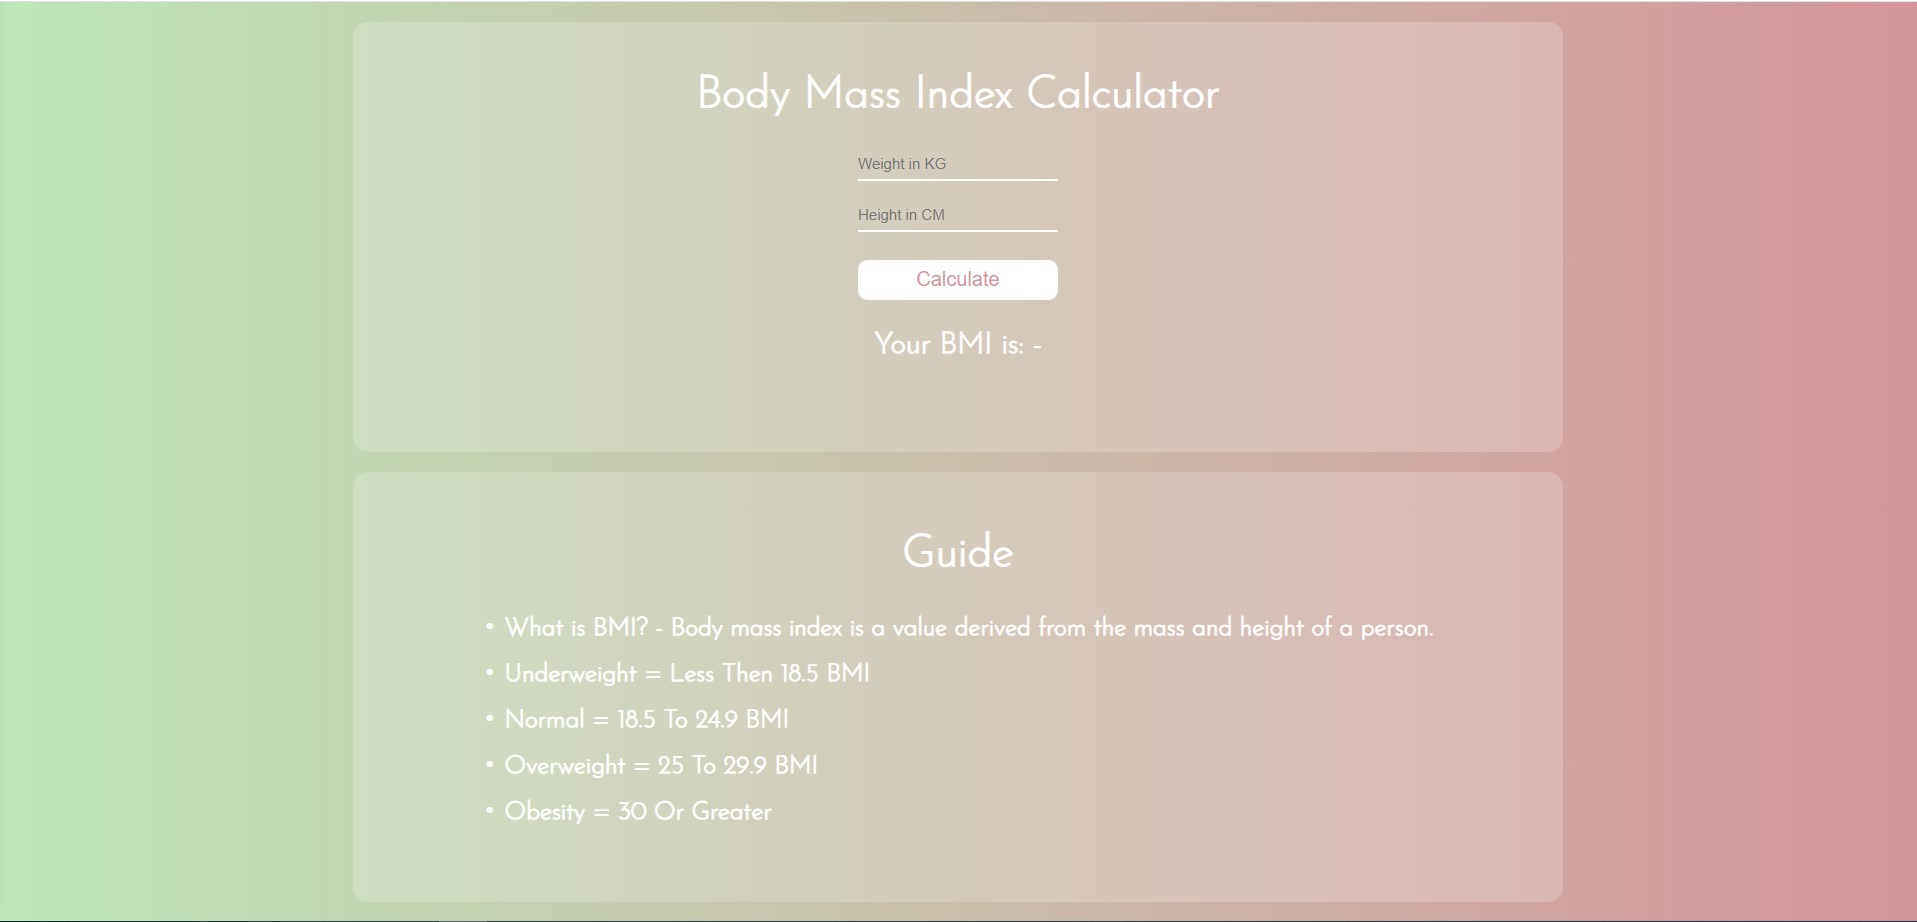 Body Mass Index Calculator
Weight in KG
Height in CM
Calculate
Your BMI is: -
Guide
• What is BMI? - Body mass index is a value derived from the mass and height of a person.
• Underweight = Less Then 18.5 BMI
• Normal = 18.5 To 24.9 BMI
• Overweight = 25 To 29.9 BMI
• Obesity = 30 Or Greater